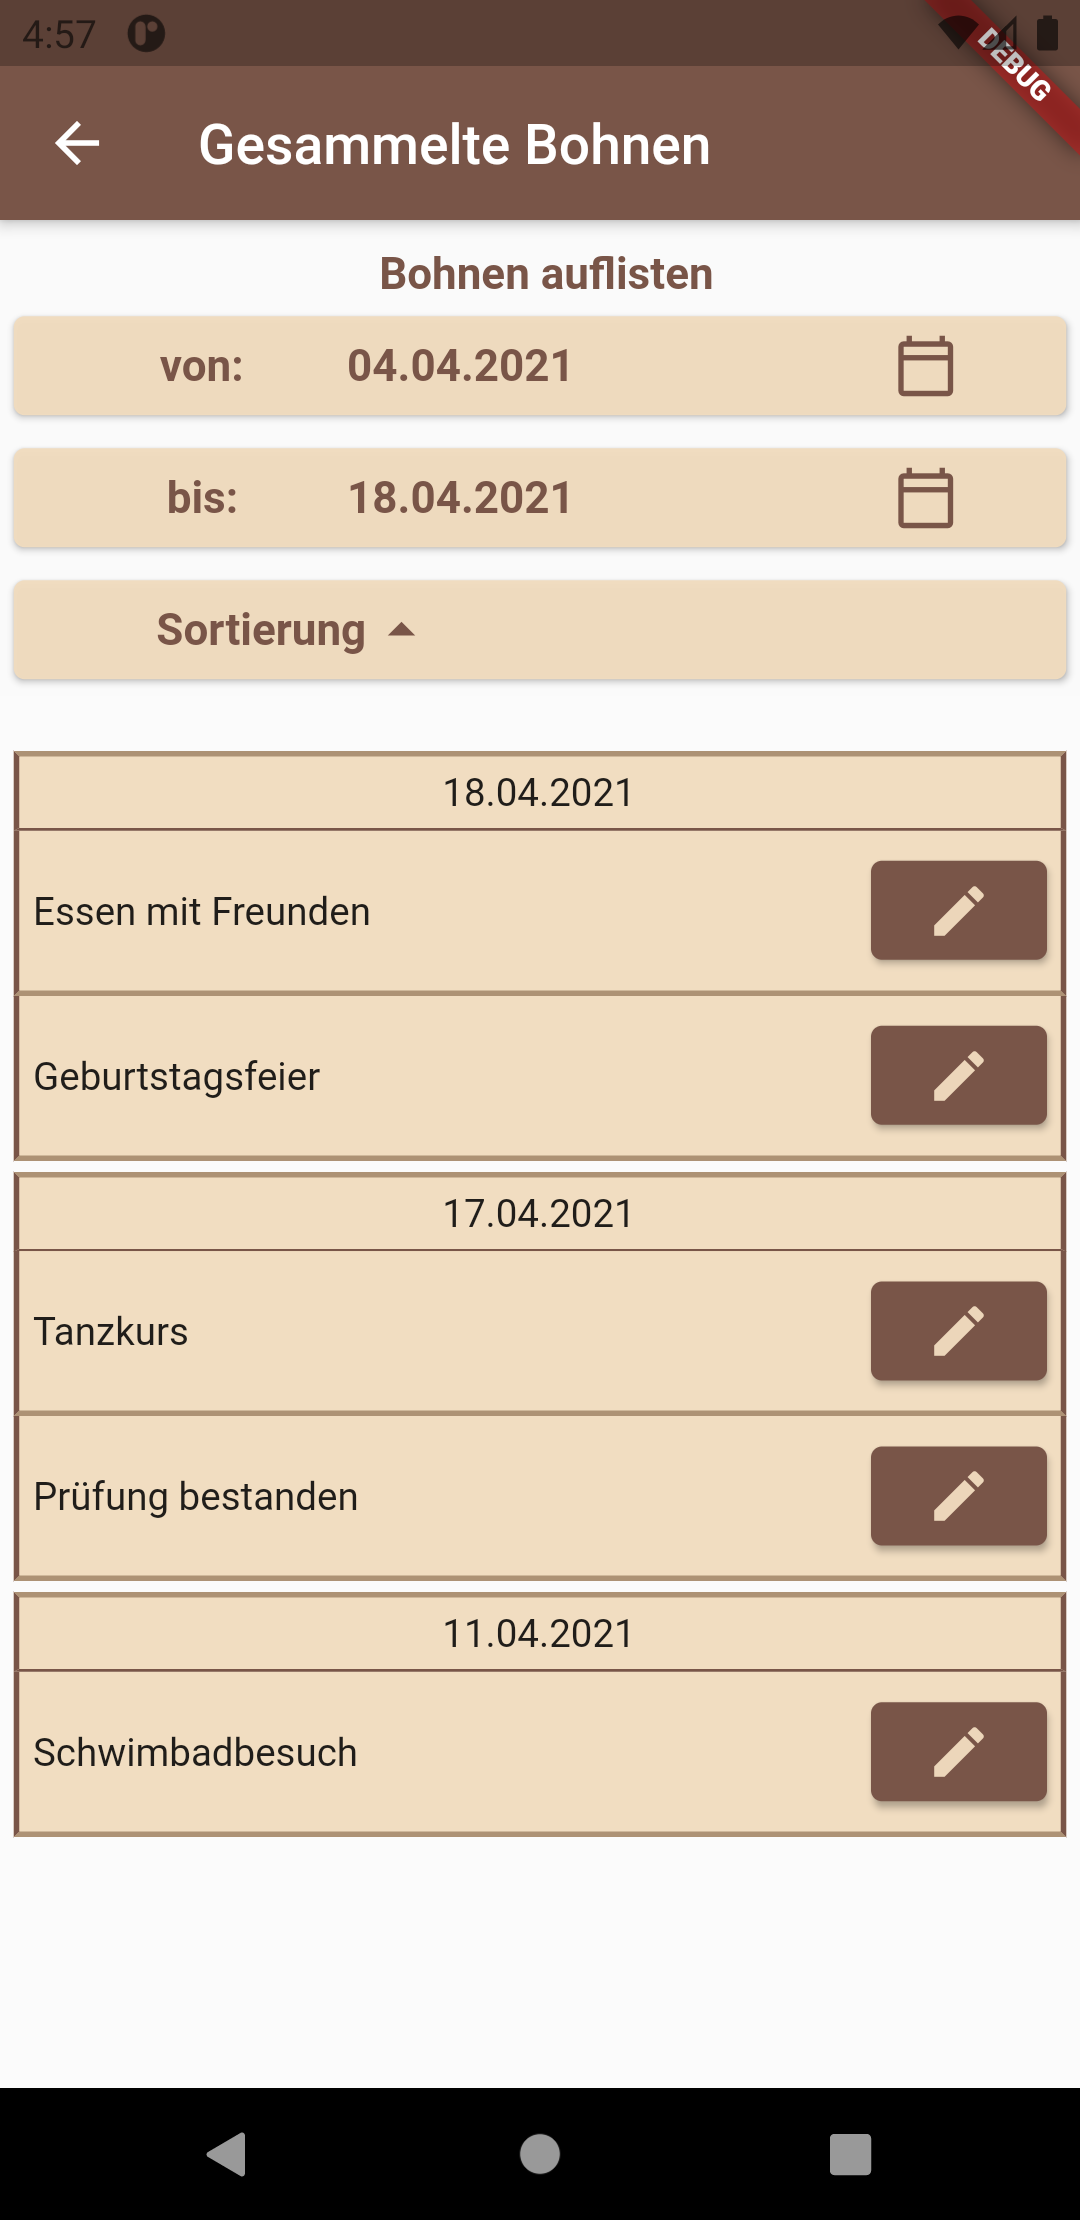 4:57
DEBUG
Gesammelte Bohnen
Bohnen auflisten
von: 04.04.2021
bis: 18.04.2021
Sortierung
18.04.2021
Essen mit Freunden
Geburtstagsfeier
17.04.2021
Tanzkurs
Prüfung bestanden
11.04.2021
Schwimbadbesuch